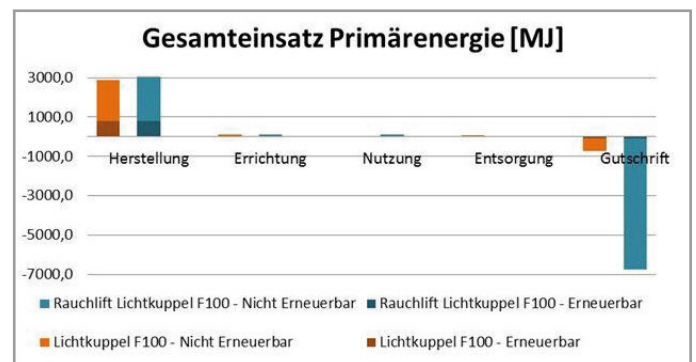 Gesamteinsatz Primärenergie [MJ]
3000,0
1000,0
-1000,0
-3000,0
-5000,0
-7000,0
Herstellung Errichtung Nutzung Entsorgung Gutschrift
Rauchlift Lichtkuppel F100 - Nicht Erneuerbar Rauchlift Lichtkuppel F100 - Erneuerbar
Lichtkuppel F100 - Nicht Erneuerbar Lichtkuppel F100 - Erneuerbar